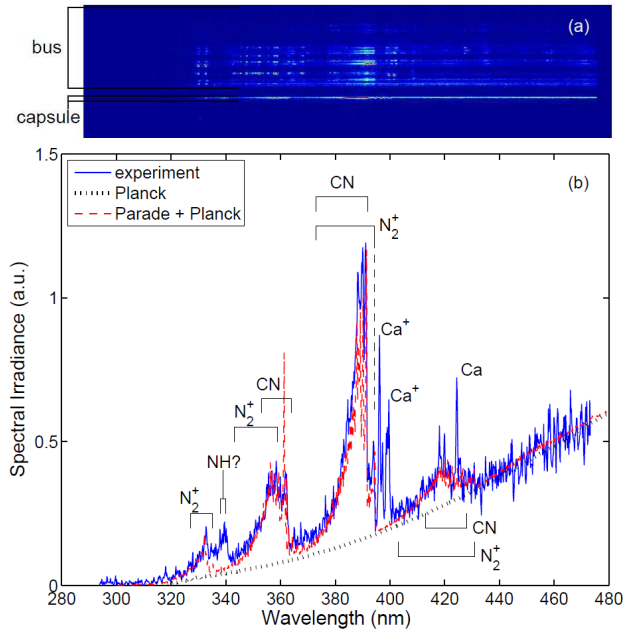 (a)
bus
capsule
1.5
1
0.5
0
Spectral Irradiance (a.u.)
experiment
Planck
Parade + Planck
(b)
CN
N₂⁺
Ca⁺
Ca⁺
Ca
CN
N₂⁺
NH?
N₂⁺
CN
N₂⁺
280 300 320 340 360 380 400 420 440 460 480
Wavelength (nm)